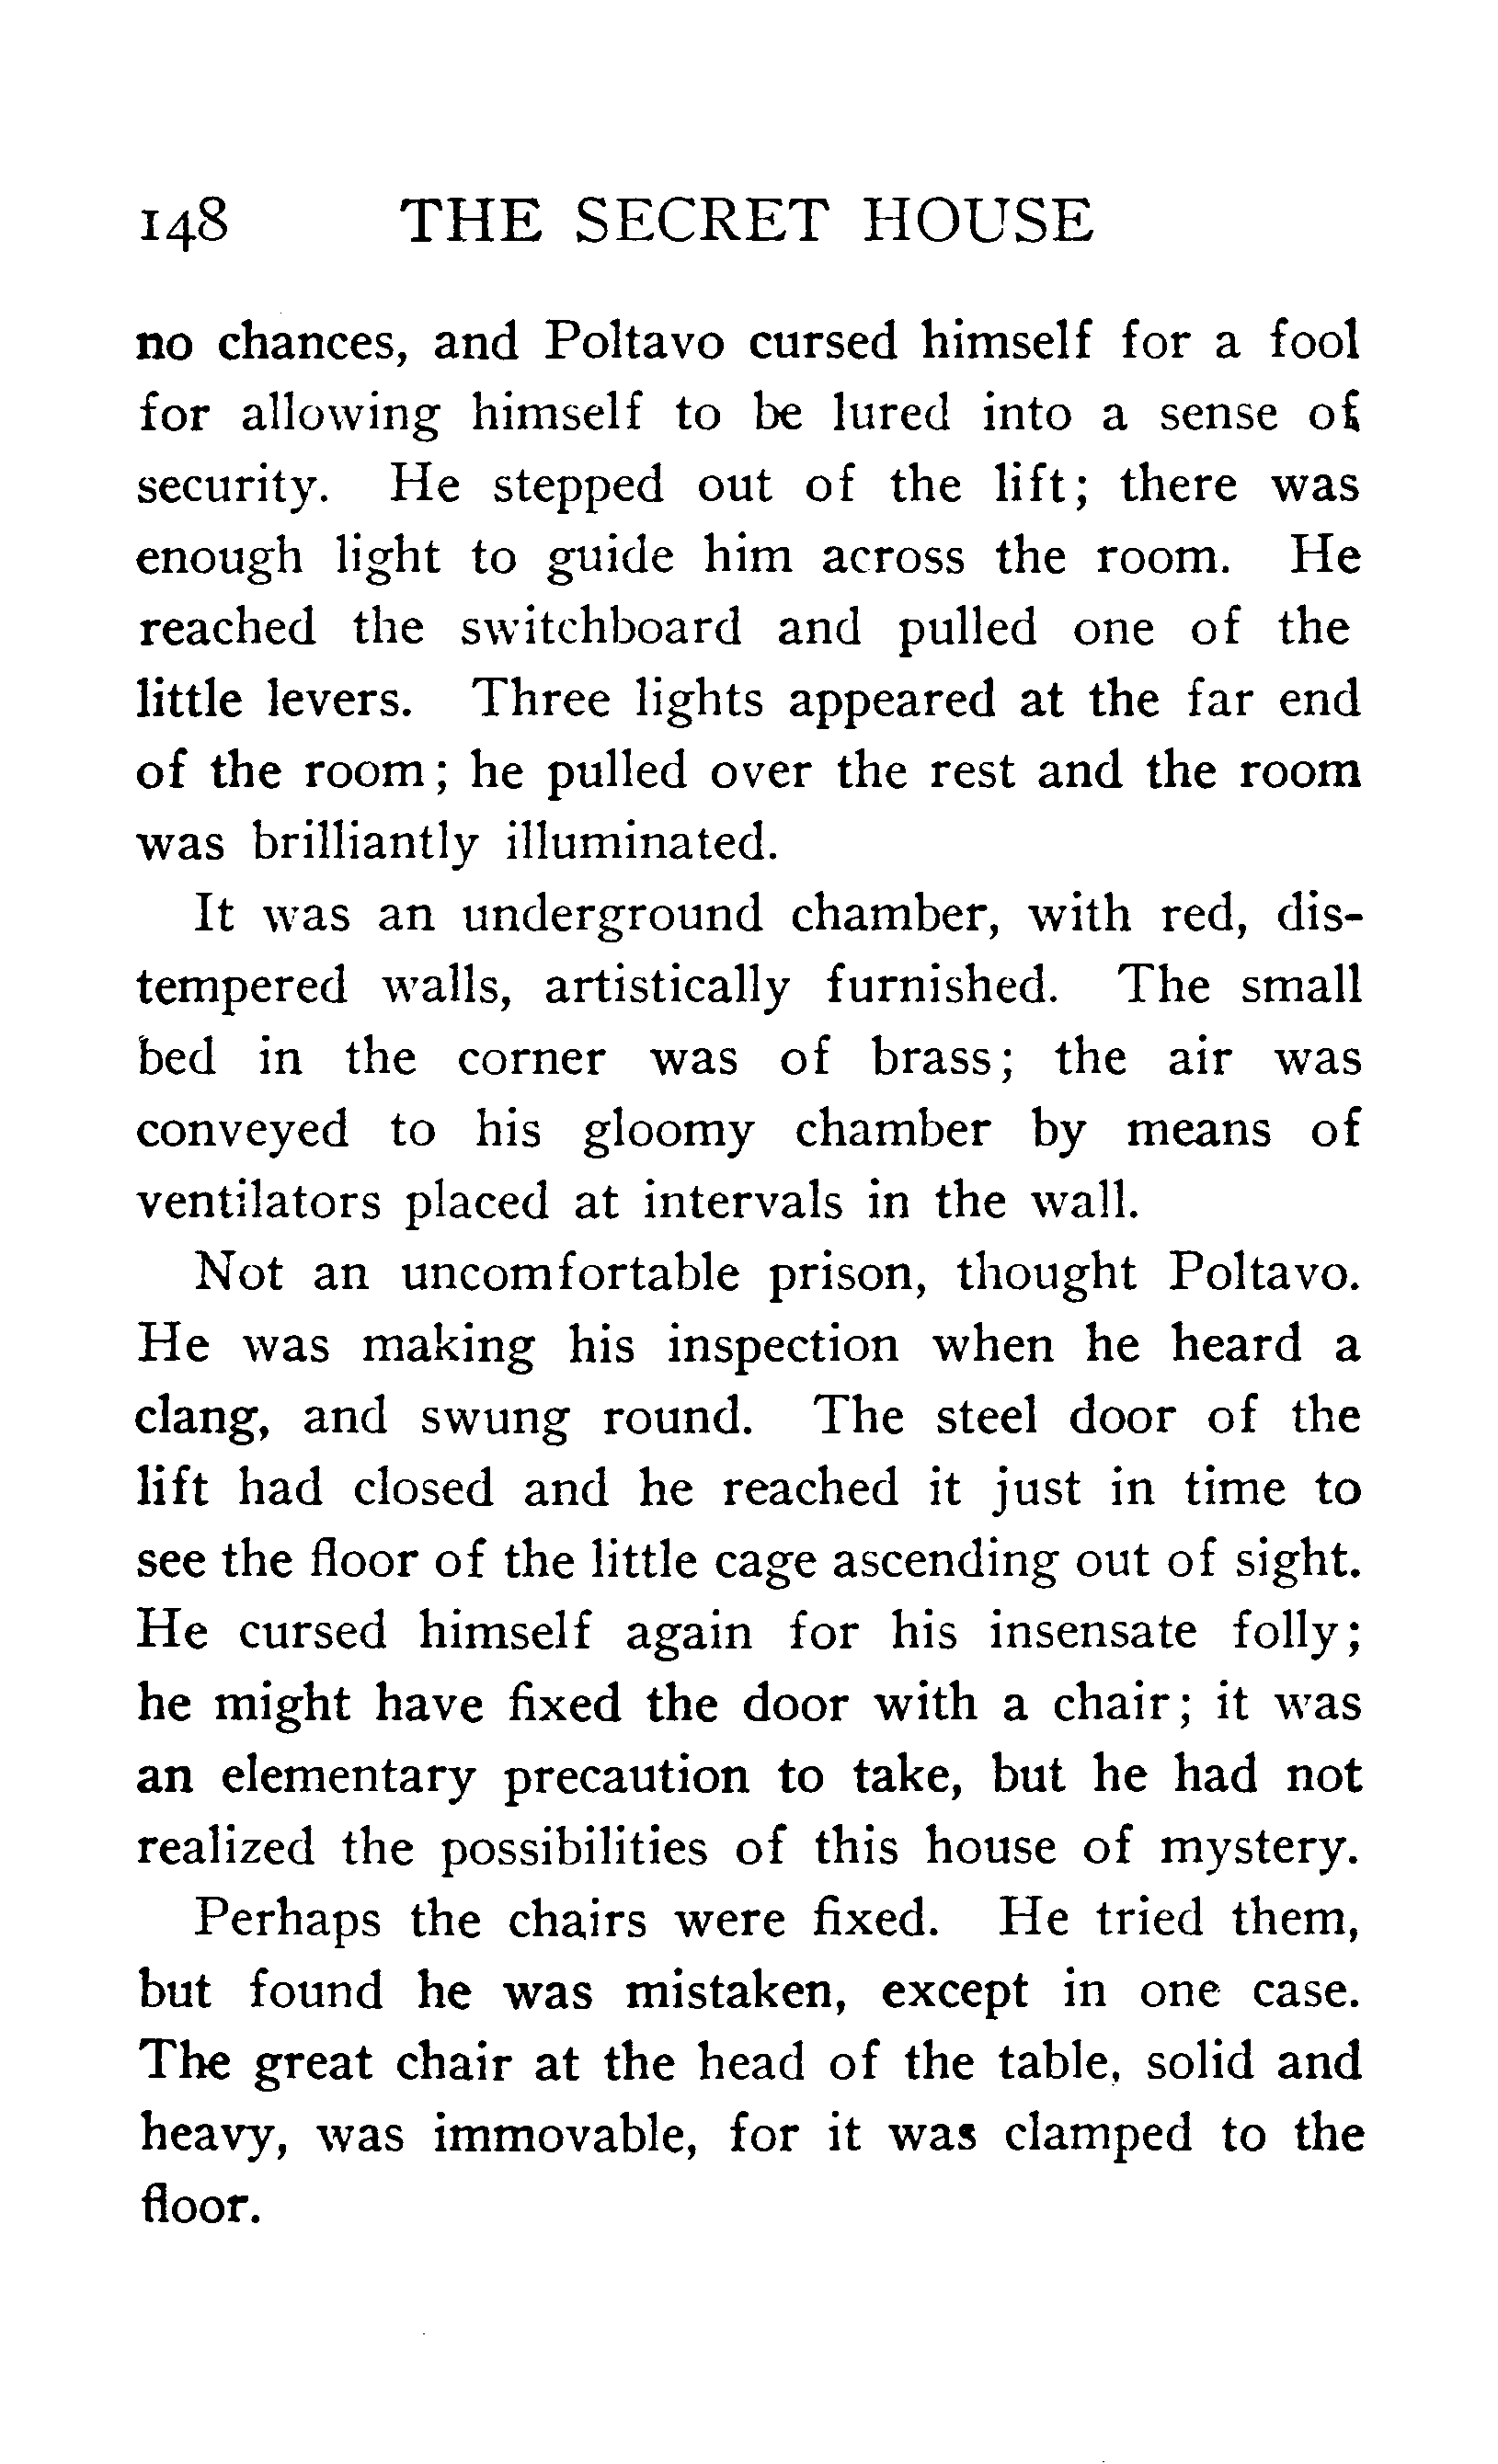 148 THE SECRET HOUSE
no chances, and Poltavo cursed himself for a fool
for allowing himself to be lured into a sense of
security. He stepped out of the lift; there was
enough light to guide him across the room. He
reached the switchboard and pulled one of the
little levers. Three lights appeared at the far end
of the room; he pulled over the rest and the room
was brilliantly illuminated.
It was an underground chamber, with red, dis-
tempered walls, artistically furnished. The small
bed in the corner was of brass; the air was
conveyed to his gloomy chamber by means of
ventilators placed at intervals in the wall.
Not an uncomfortable prison, thought Poltavo.
He was making his inspection when he heard a
clang, and swung round. The steel door of the
lift had closed and he reached it just in time to
see the floor of the little cage ascending out of sight.
He cursed himself again for his insensate folly;
he might have fixed the door with a chair; it was
an elementary precaution to take, but he had not
realized the possibilities of this house of mystery.
Perhaps the chairs were fixed. He tried them,
but found he was mistaken, except in one case.
The great chair at the head of the table, solid and
heavy, was immovable, for it was clamped to the
floor.